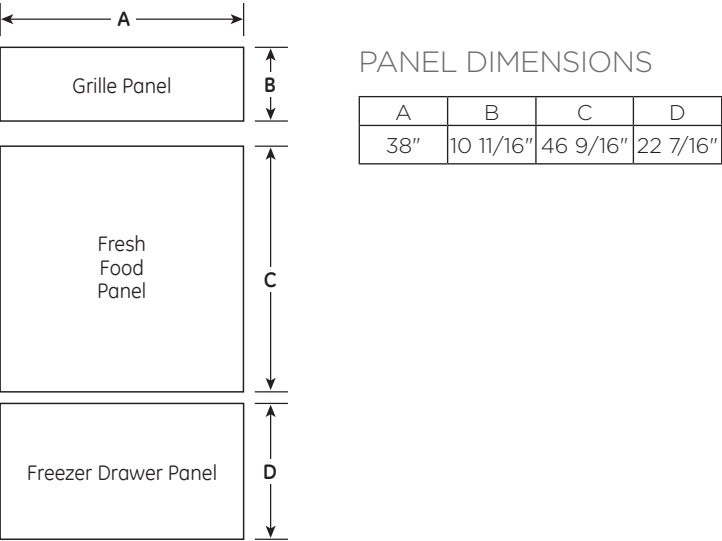 A
Grille Panel
B
Fresh
Food
Panel
C
Freezer Drawer Panel
D
PANEL DIMENSIONS
A B C D
38" 10 11/16" 46 9/16" 22 7/16"